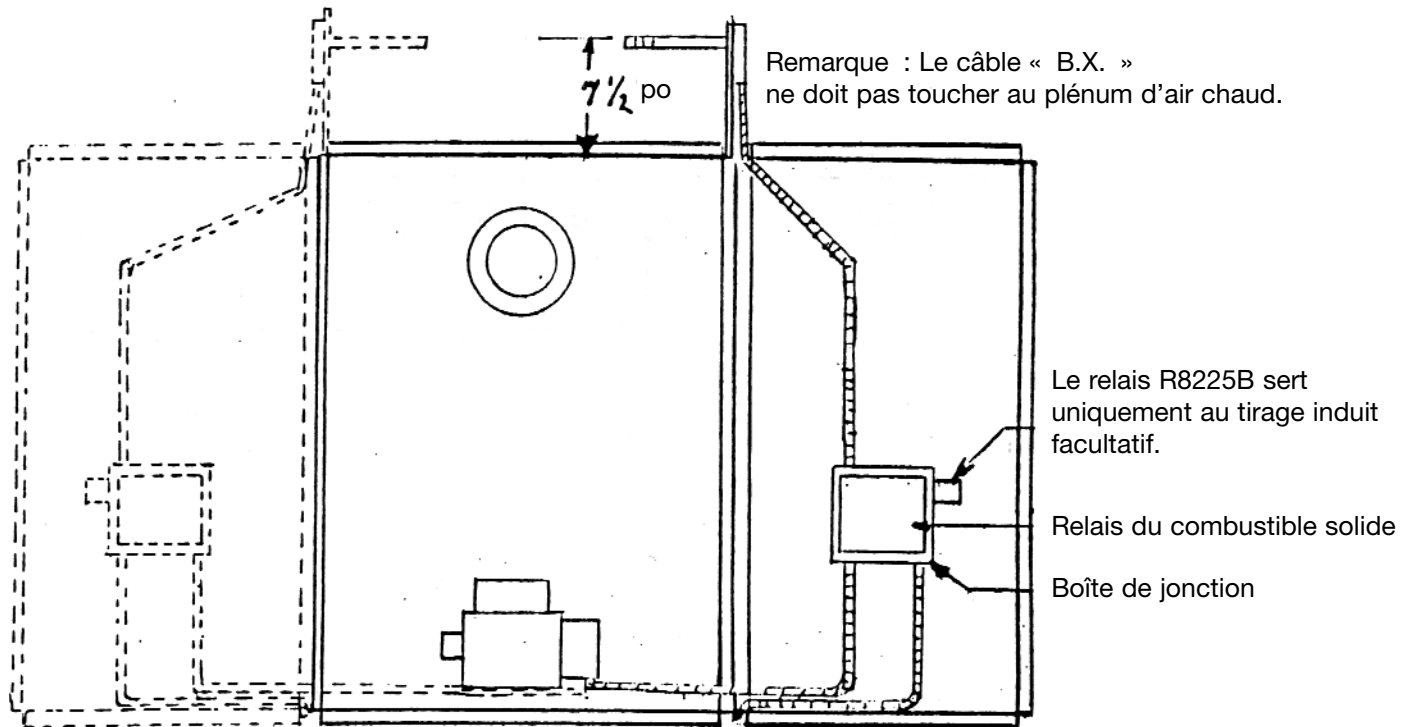 Remarque : Le câble « B.X. »
ne doit pas toucher au plénum d'air chaud.
7 ½ po
Le relais R8225B sert
uniquement au tirage induit
facultatif.
Relais du combustible solide
Boîte de jonction